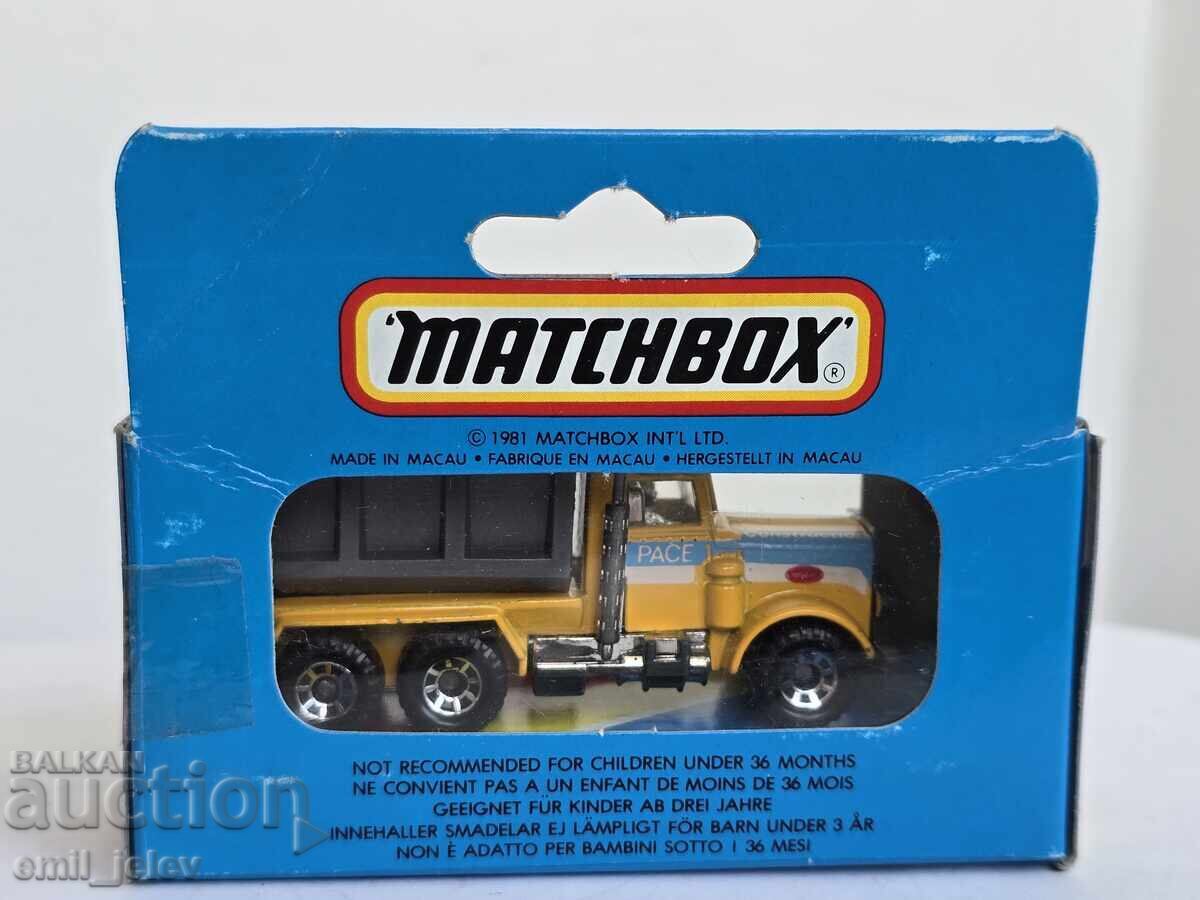 'MATCHBOX' ®
© 1981 MATCHBOX INT'L LTD.
MADE IN MACAU • FABRIQUE EN MACAU • HERGESTELLT IN MACAU
PACE
NOT RECOMMENDED FOR CHILDREN UNDER 36 MONTHS
NE CONVIENT PAS A UN ENFANT DE MOINS DE 36 MOIS
GEEIGNET FÜR KINDER AB DREI JAHRE
INNEHALLER SMADELAR EJ LÄMPLIGT FÖR BARN UNDER 3 ÅR
NON È ADATTO PER BAMBINI SOTTO I 36 MESI
BALKAN
auction
emil_jelev